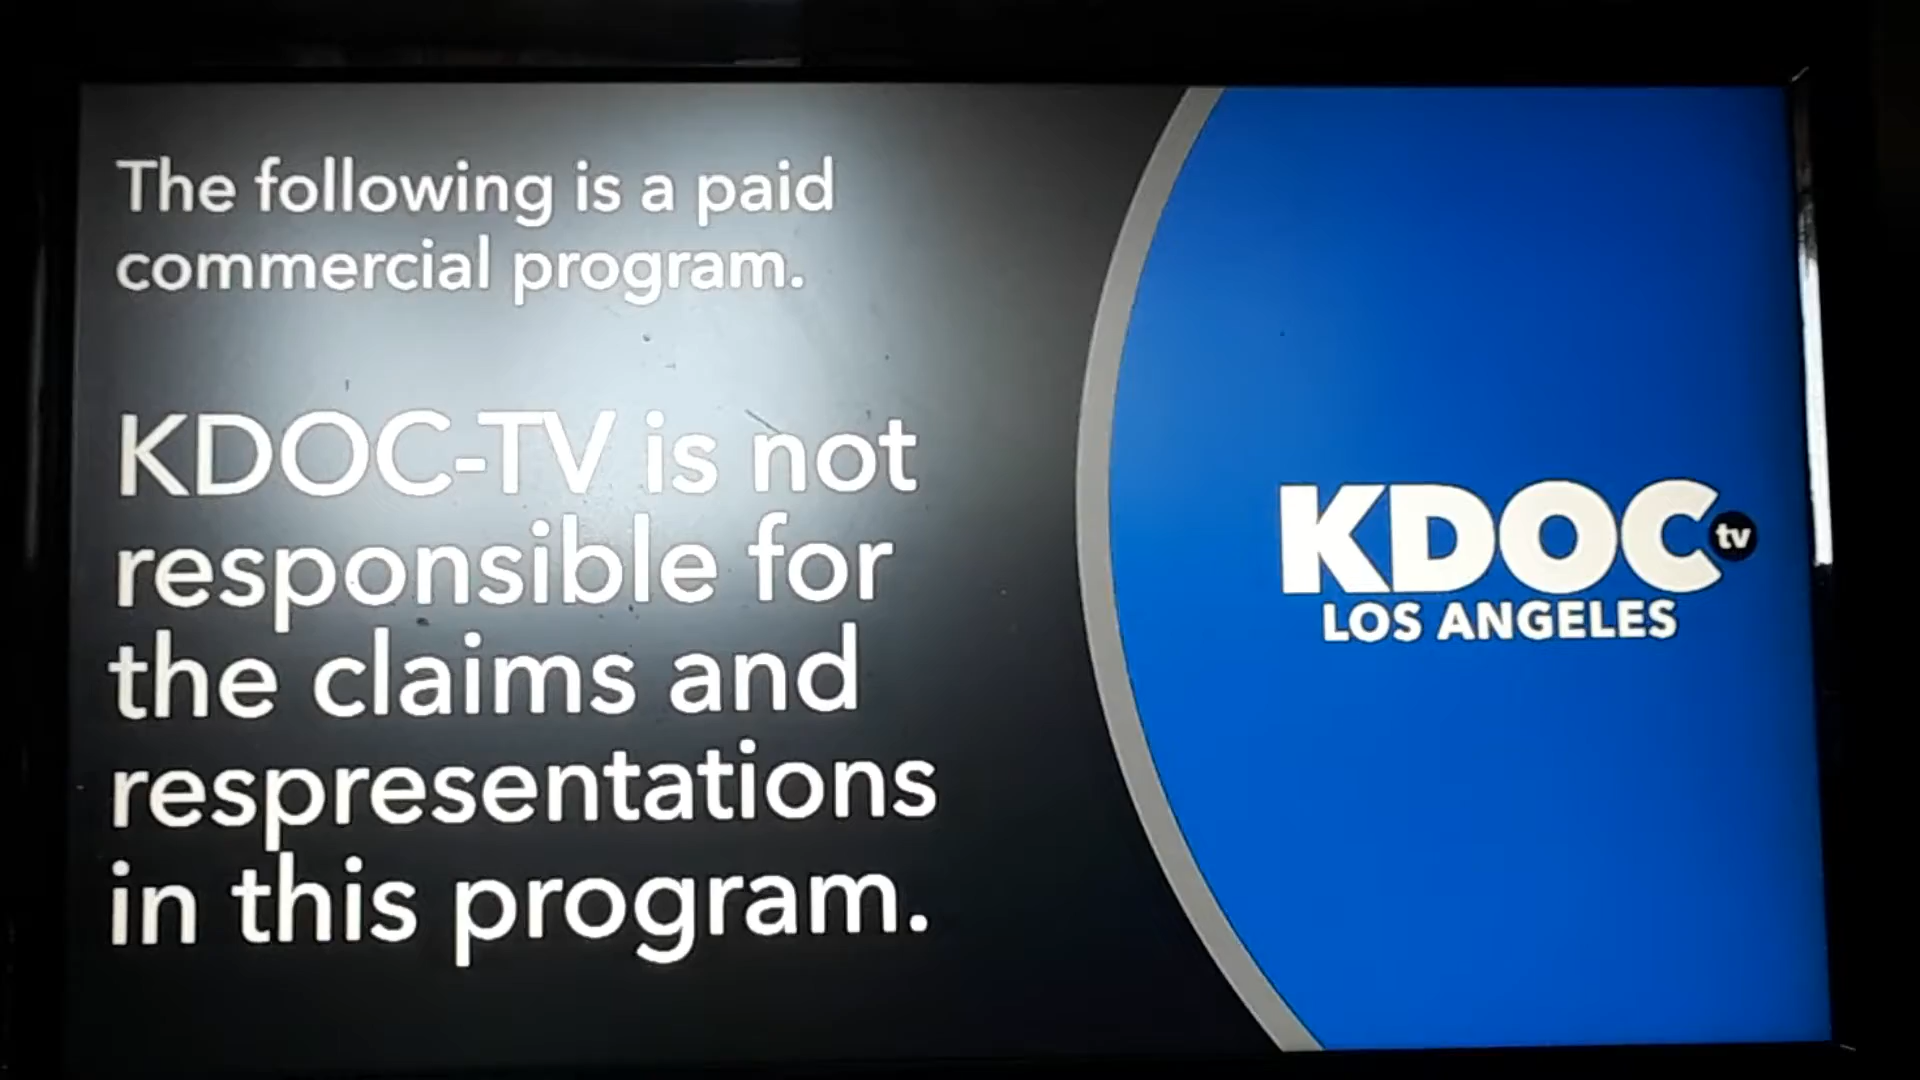 The following is a paid
commercial program.
KDOC-TV is not
responsible for
the claims and
respresentations
in this program.
KDOC tv
LOS ANGELES